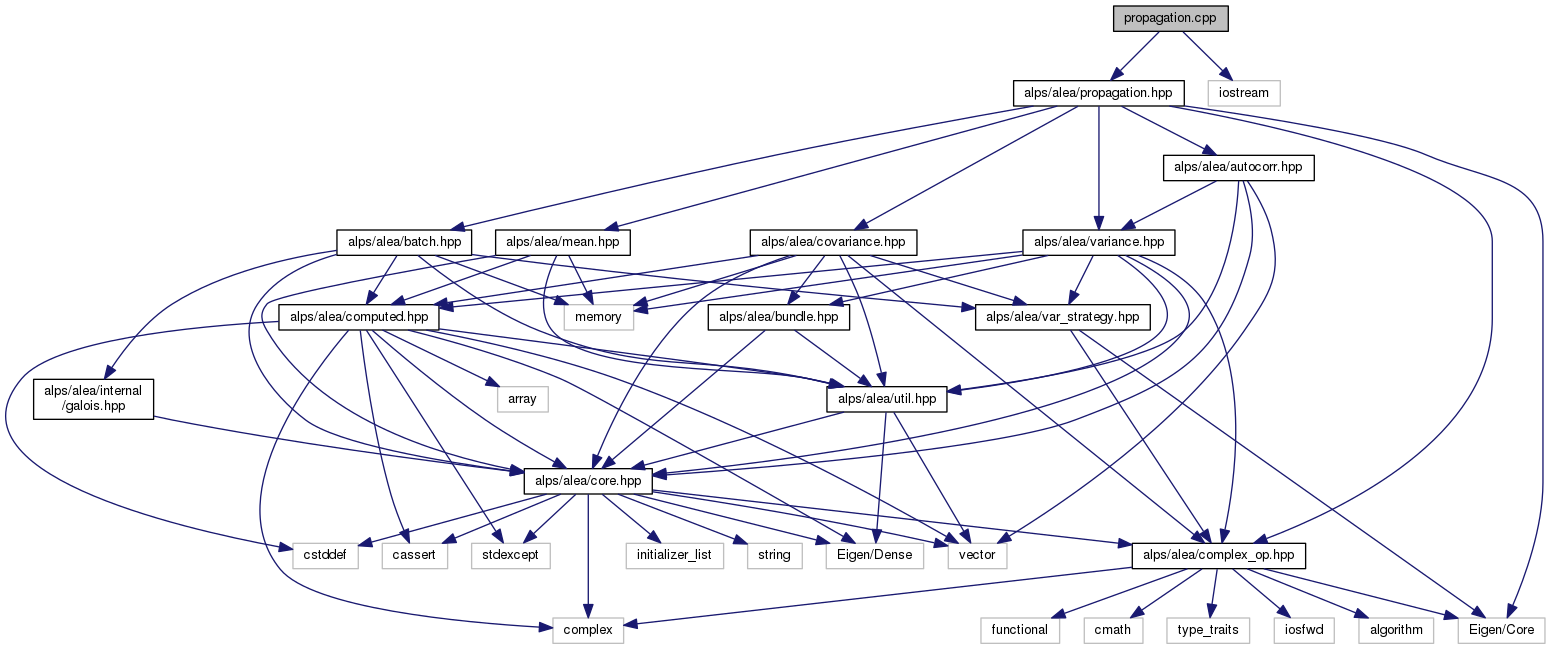 propagation.cpp
alps/alea/propagation.hpp
iostream
alps/alea/autocorr.hpp
alps/alea/batch.hpp
alps/alea/mean.hpp
alps/alea/covariance.hpp
alps/alea/variance.hpp
alps/alea/computed.hpp
memory
alps/alea/bundle.hpp
alps/alea/var_strategy.hpp
alps/alea/internal
/galois.hpp
array
alps/alea/util.hpp
alps/alea/core.hpp
cstddef
cassert
stdexcept
initializer_list
string
Eigen/Dense
vector
alps/alea/complex_op.hpp
complex
functional
cmath
type_traits
iosfwd
algorithm
Eigen/Core